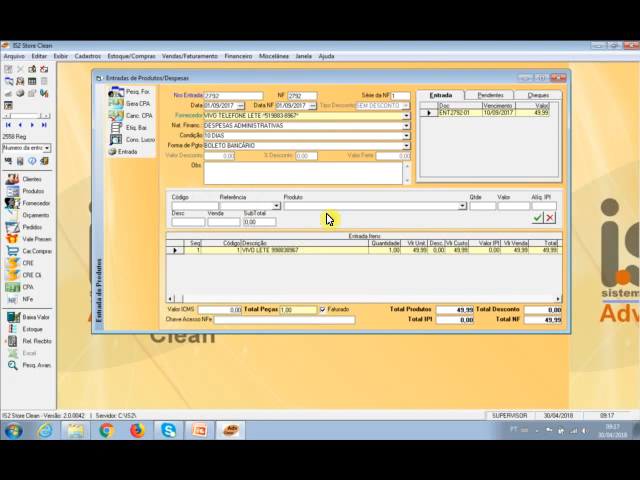 IS2 Store Clean
Arquivo Editar Exibir Cadastros Estoque/Compras Vendas/Faturamento Financeiro Miscelânea Janela Ajuda
2558 Reg
Número da entra
Clientes
Produtos
Fornecedor
Orçamento
Pedidos
Vale Presen
Car.Compras
CRE
CRE Ck
CPA
NFe
Baixa Valor
Estoque
Rel. Recbto
Excel
Pesq. Avan.
Entradas de Produtos/Despesas
Pesq. For.
Gera CPA
Canc. CPA
Etiq. Bar
Cons. Lucro
Entrada
Entrada de Produtos
Nro Entrada 2792 NF 2792 Série da NF 1
Data 01/09/2017 Data NF 01/09/2017 Tipo Desconto SEM DESCONTO
Fornecedor VIVO TELEFONE LETE-*519883-8967*
Nat. Financ.: DESPESAS ADMINISTRATIVAS
Condição 10 DIAS
Forma de Pgto BOLETO BANCÁRIO
Valor Desconto 0,00 % Desconto 0,00 Valor Frete 0,00
Obs
Entrada Pendentes Cheques
Doc Vencimento Valor
ENT2792-01 10/09/2017 49,99
Código Referência Produto Qtde Valor Alíq. IPI
Desc Venda SubTotal
0,00
Entrada Itens
Seq Código Descrição Quantidade Vlr Unit. Desc. Vlr Custo Valor IPI Vlr Venda Total
1 1 VIVO LETE 998838967 1,00 49,99 0,00 49,99 0,00 49,99 49,99
Valor ICMS 0,00 Total Peças 1,00 Faturado Total Produtos 49,99 Total Desconto 0,00
Chave Acesso NFe Total IPI 0,00 Total NF 49,99
Clean
sistema
Adv
IS2 Store Clean - Versão: 2.0.0042 Servidor: C:\IS2\ SUPERVISOR 30/04/2018 09:17
PT
09:17
30/04/2018